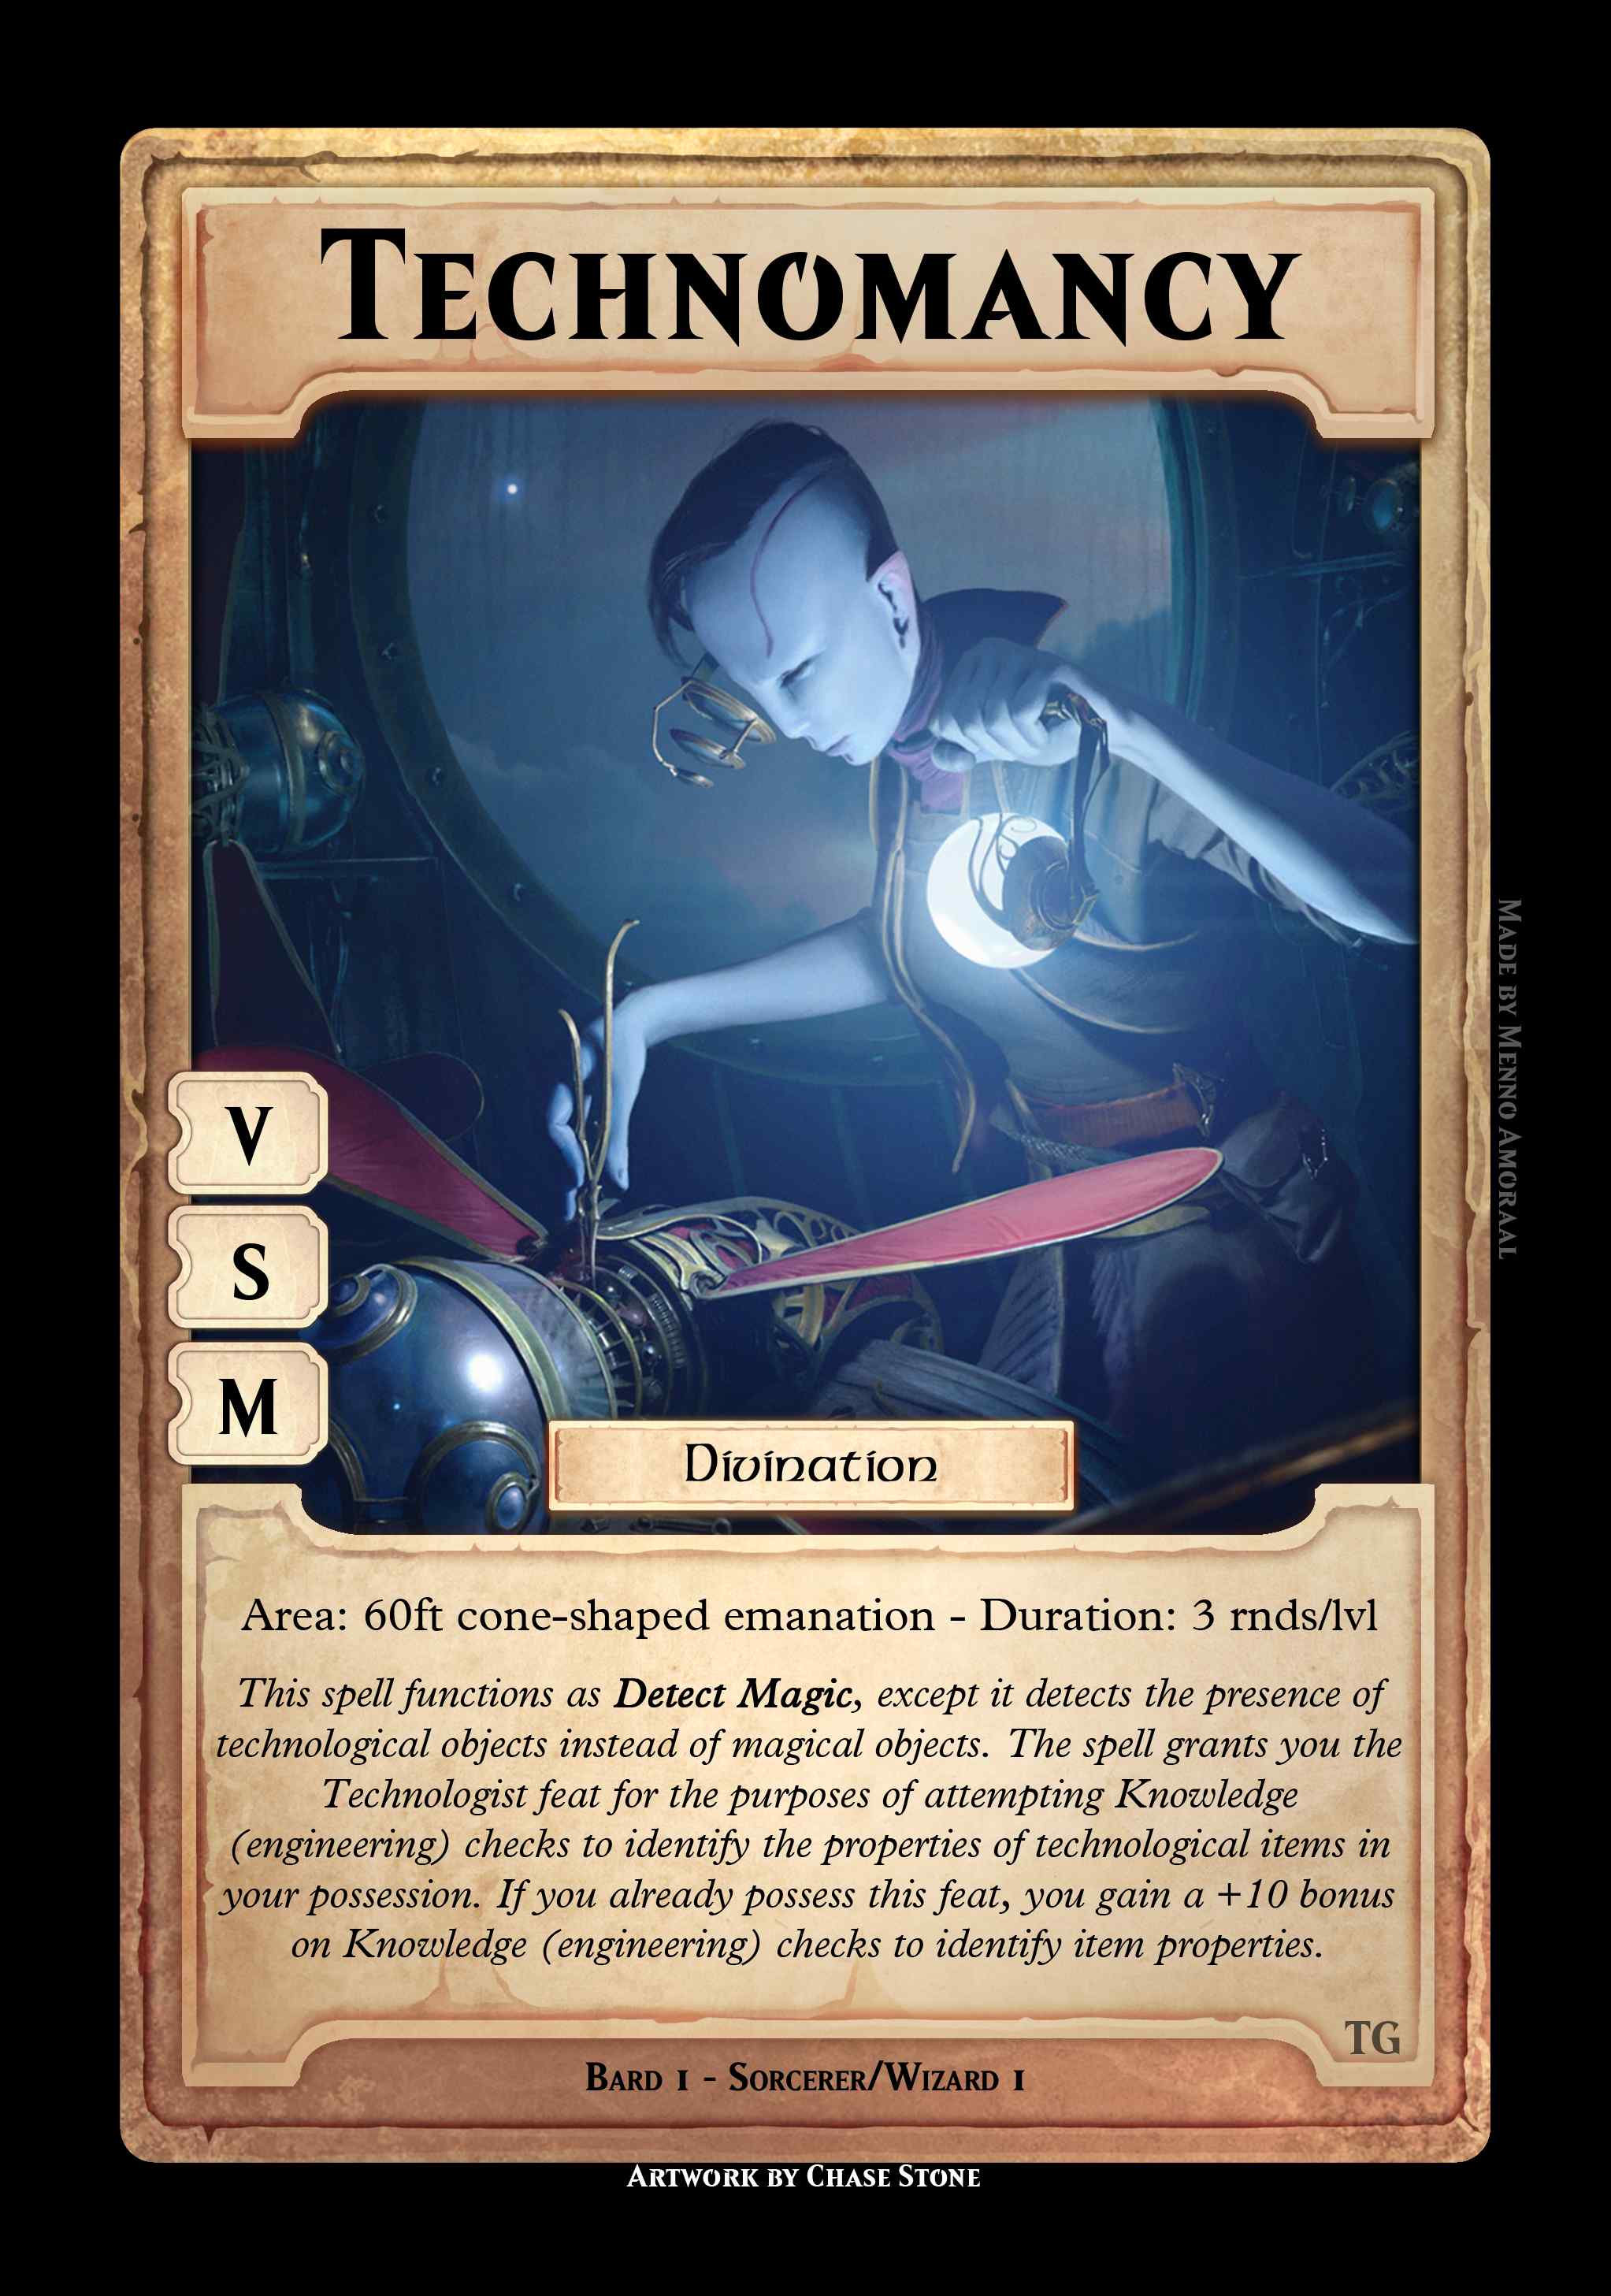 Technomancy
V
S
M
Divination
Area: 60ft cone-shaped emanation - Duration: 3 rnds/lvl
This spell functions as Detect Magic, except it detects the presence of
technological objects instead of magical objects. The spell grants you the
Technologist feat for the purposes of attempting Knowledge
(engineering) checks to identify the properties of technological items in
your possession. If you already possess this feat, you gain a +10 bonus
on Knowledge (engineering) checks to identify item properties.
TG
Bard 1 - Sorcerer/Wizard 1
Artwork by Chase Stone
Made by Menno Amoraal